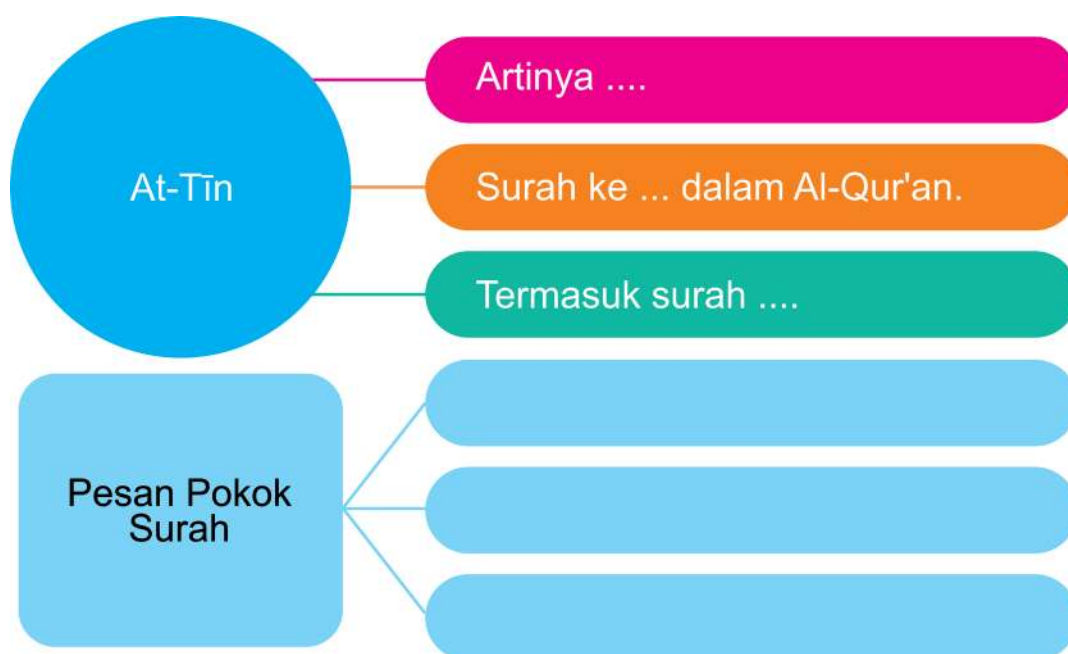 At-Tīn
Artinya ....
Surah ke ... dalam Al-Qur'an.
Termasuk surah ....
Pesan Pokok
Surah